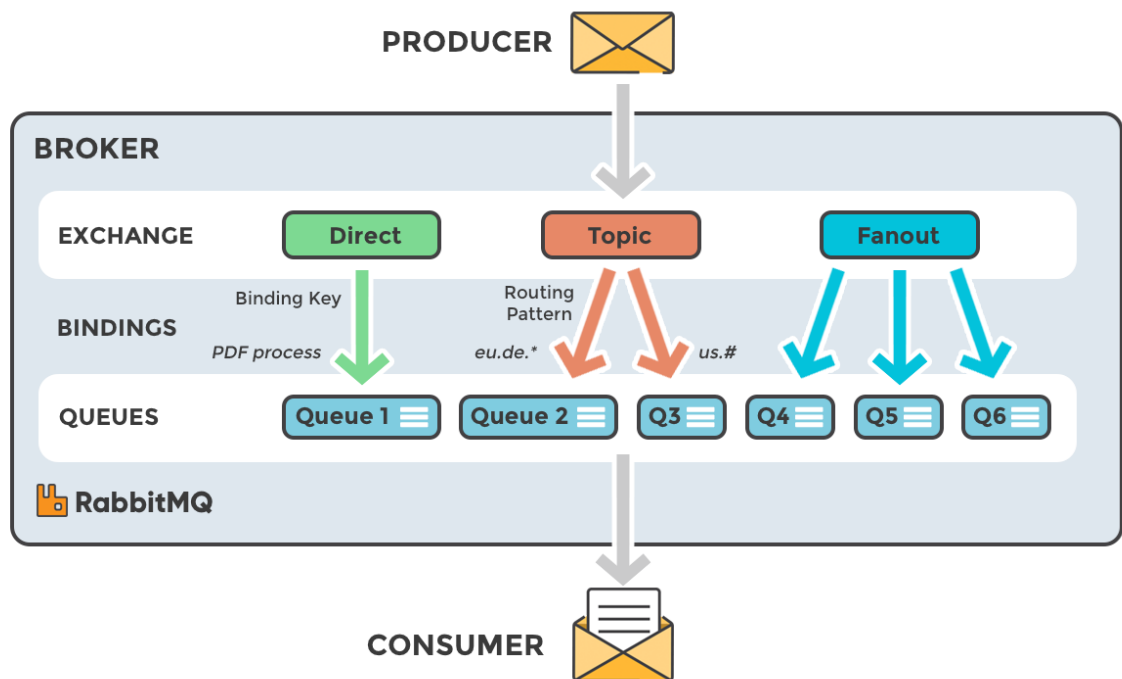 PRODUCER
BROKER
EXCHANGE
Direct
Topic
Fanout
Binding Key
Routing
Pattern
BINDINGS
PDF process
eu.de.*
us.#
QUEUES
Queue 1
Queue 2
Q3
Q4
Q5
Q6
RabbitMQ
CONSUMER